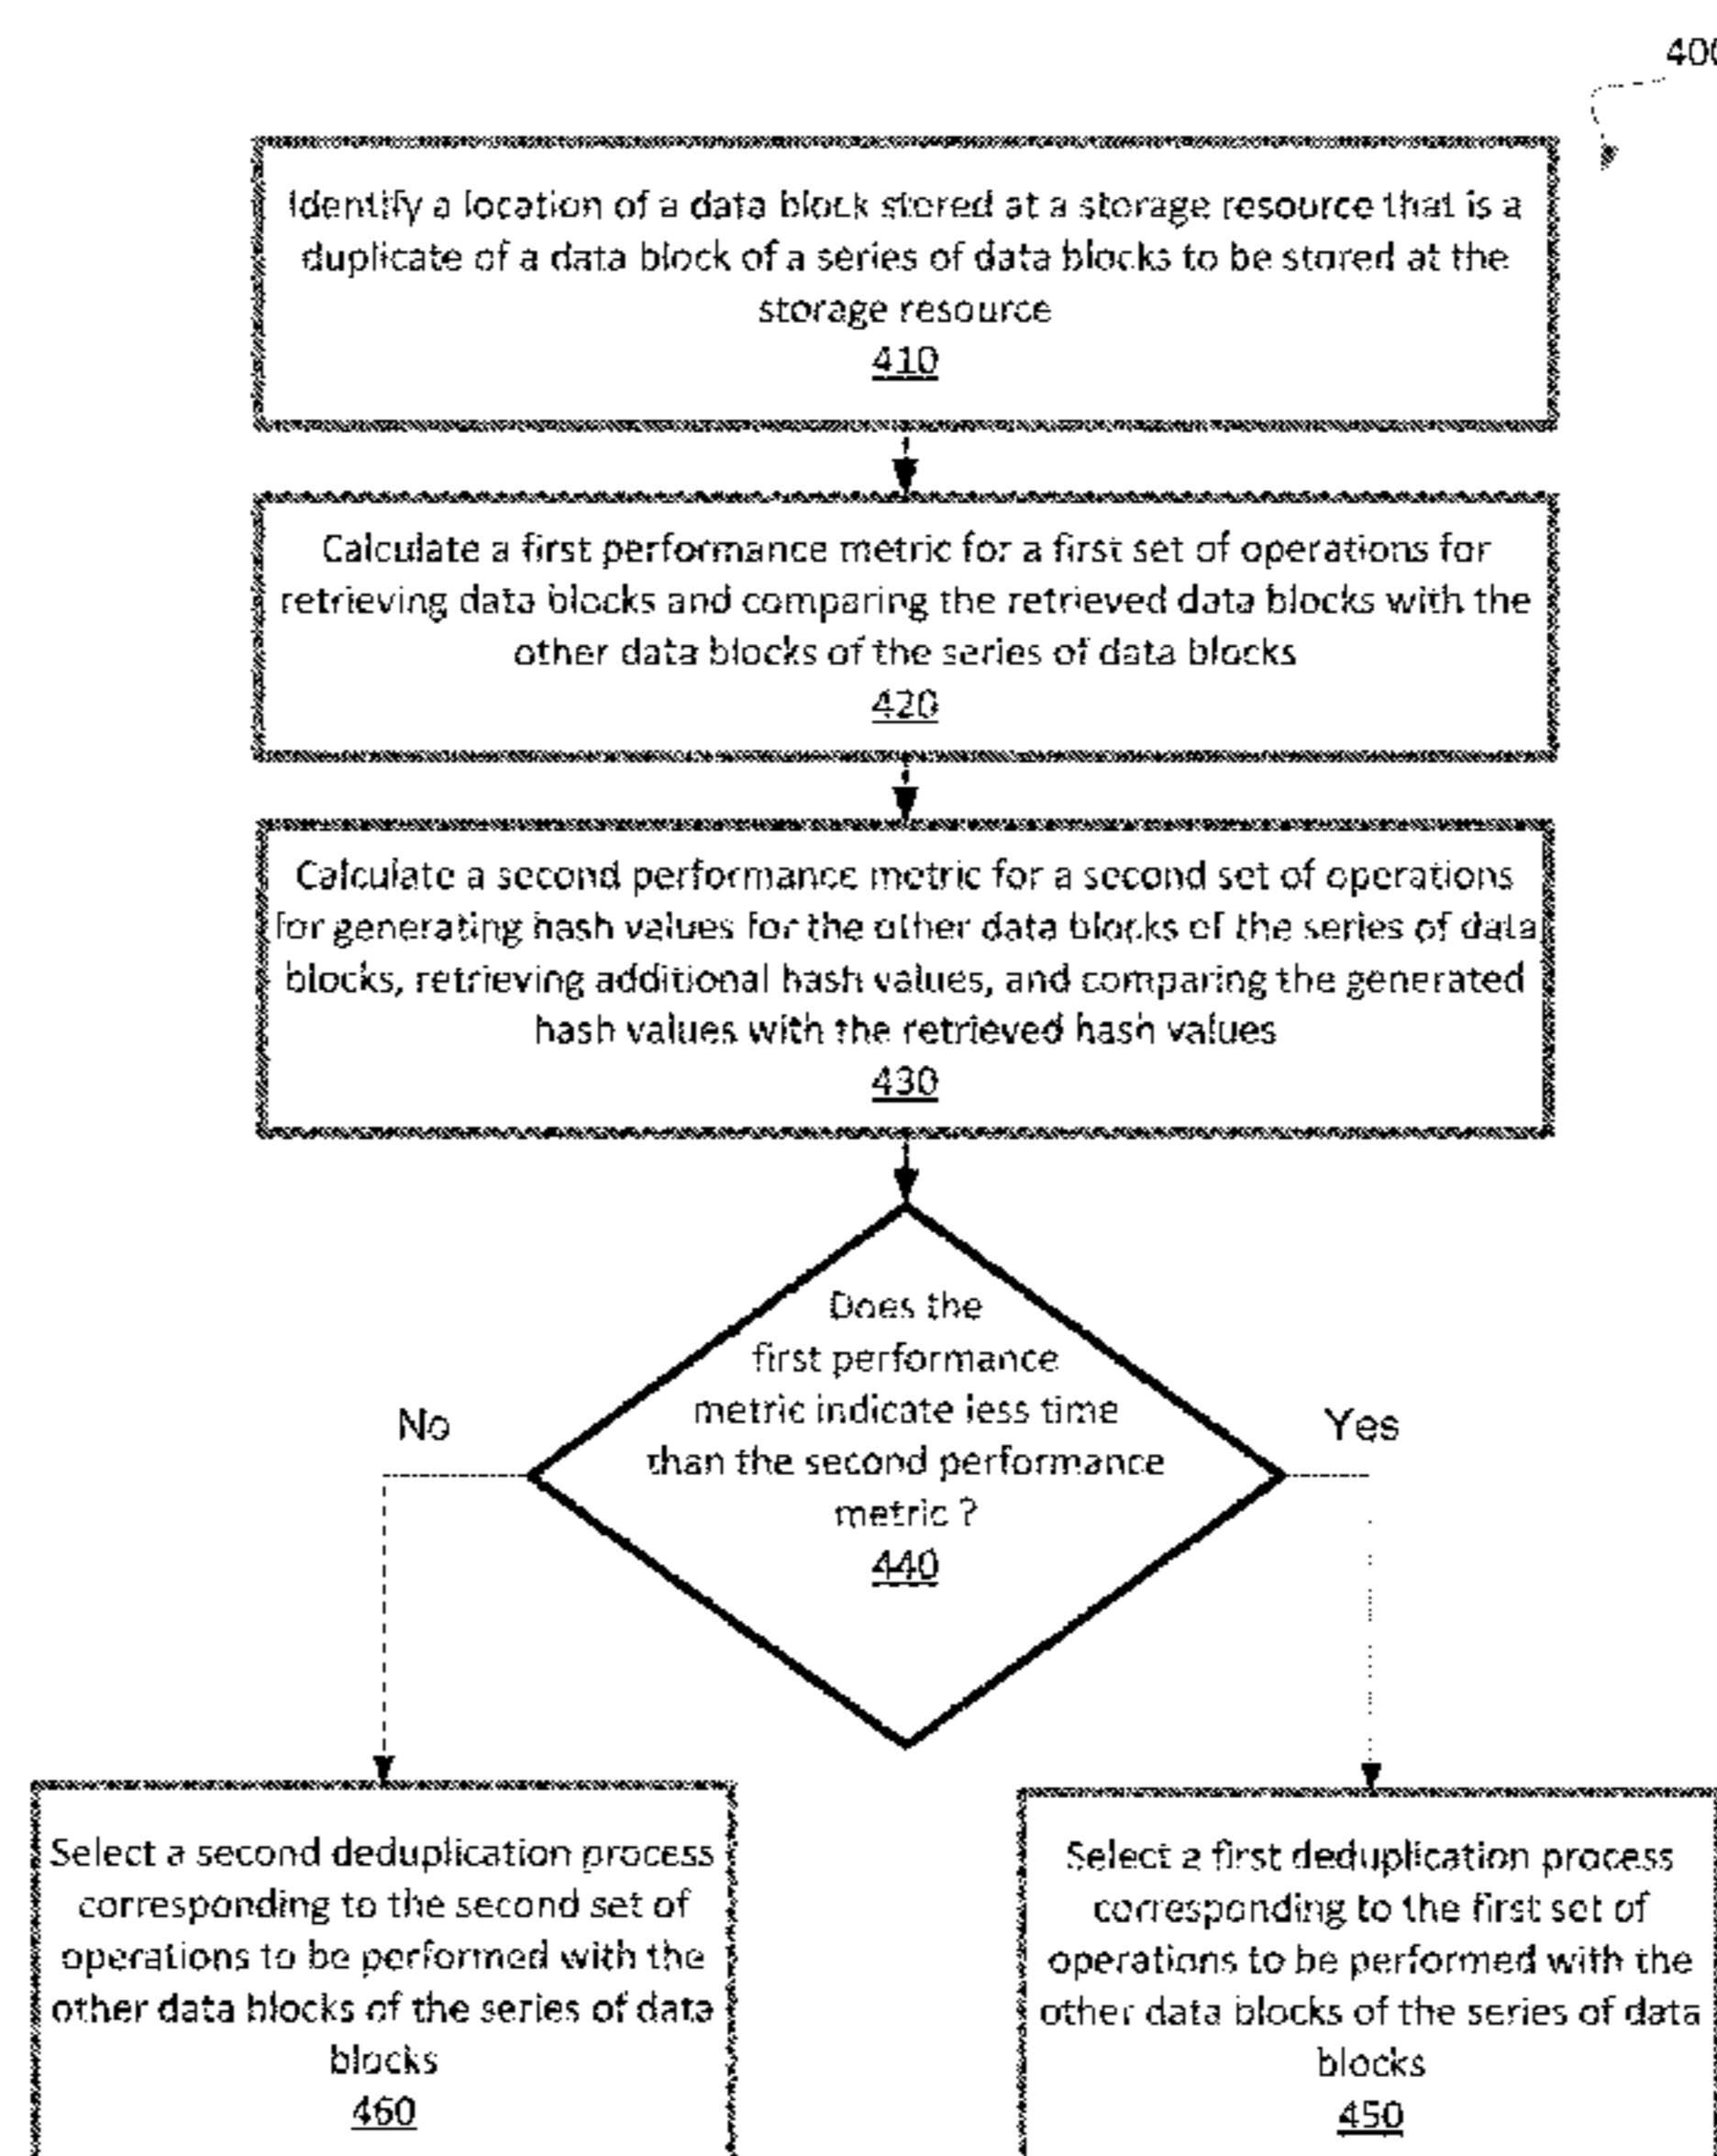 400
Identify a location of a data block stored at a storage resource that is a
duplicate of a data block of a series of data blocks to be stored at the
storage resource
410
Calculate a first performance metric for a first set of operations for
retrieving data blocks and comparing the retrieved data blocks with the
other data blocks of the series of data blocks
420
Calculate a second performance metric for a second set of operations
for generating hash values for the other data blocks of the series of data
blocks, retrieving additional hash values, and comparing the generated
hash values with the retrieved hash values
430
Does the
first performance
metric indicate less time
than the second performance
metric ?
440
No
Yes
Select a second deduplication process
corresponding to the second set of
operations to be performed with the
other data blocks of the series of data
blocks
460
Select a first deduplication process
corresponding to the first set of
operations to be performed with the
other data blocks of the series of data
blocks
450